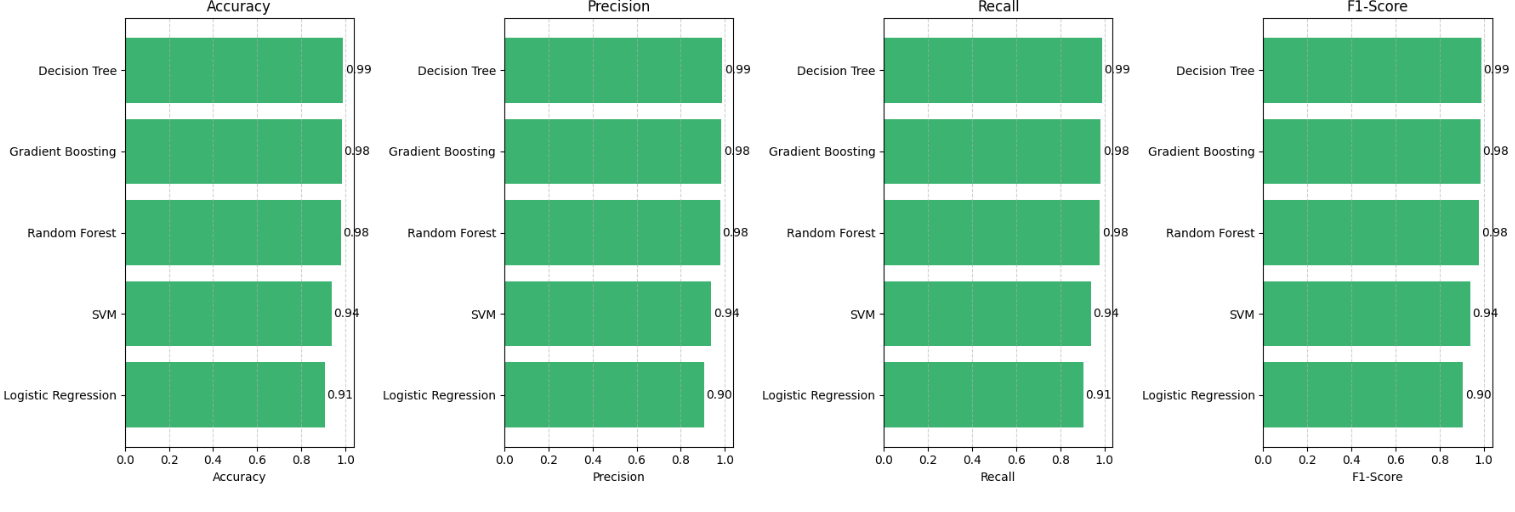 Accuracy
Decision Tree 0.99
Gradient Boosting 0.98
Random Forest 0.98
SVM 0.94
Logistic Regression 0.91
0.0 0.2 0.4 0.6 0.8 1.0
Accuracy
Precision
Decision Tree 0.99
Gradient Boosting 0.98
Random Forest 0.98
SVM 0.94
Logistic Regression 0.90
0.0 0.2 0.4 0.6 0.8 1.0
Precision
Recall
Decision Tree 0.99
Gradient Boosting 0.98
Random Forest 0.98
SVM 0.94
Logistic Regression 0.91
0.0 0.2 0.4 0.6 0.8 1.0
Recall
F1-Score
Decision Tree 0.99
Gradient Boosting 0.98
Random Forest 0.98
SVM 0.94
Logistic Regression 0.90
0.0 0.2 0.4 0.6 0.8 1.0
F1-Score